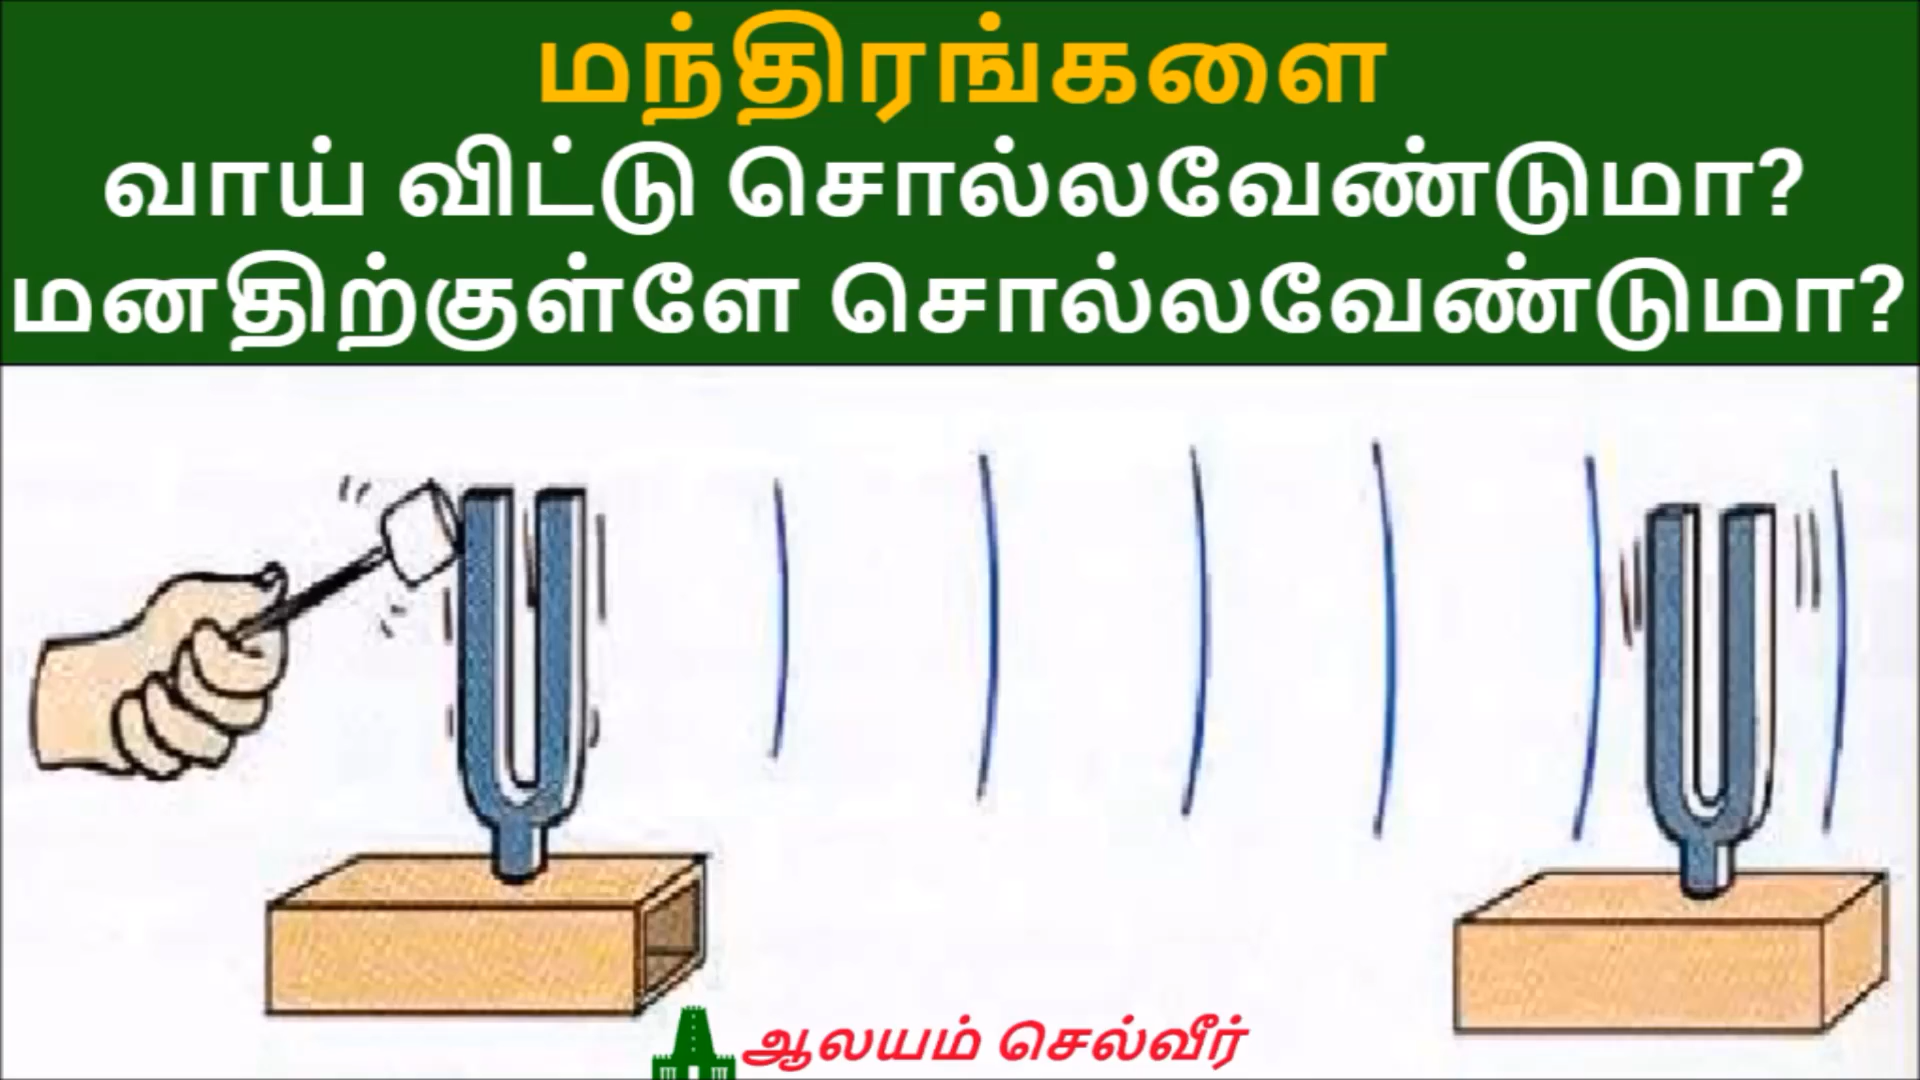 மந்திரங்களை
வாய் விட்டு சொல்லவேண்டுமா?
மனதிற்குள்ளே சொல்லவேண்டுமா?
ஆலயம் செல்வீர்